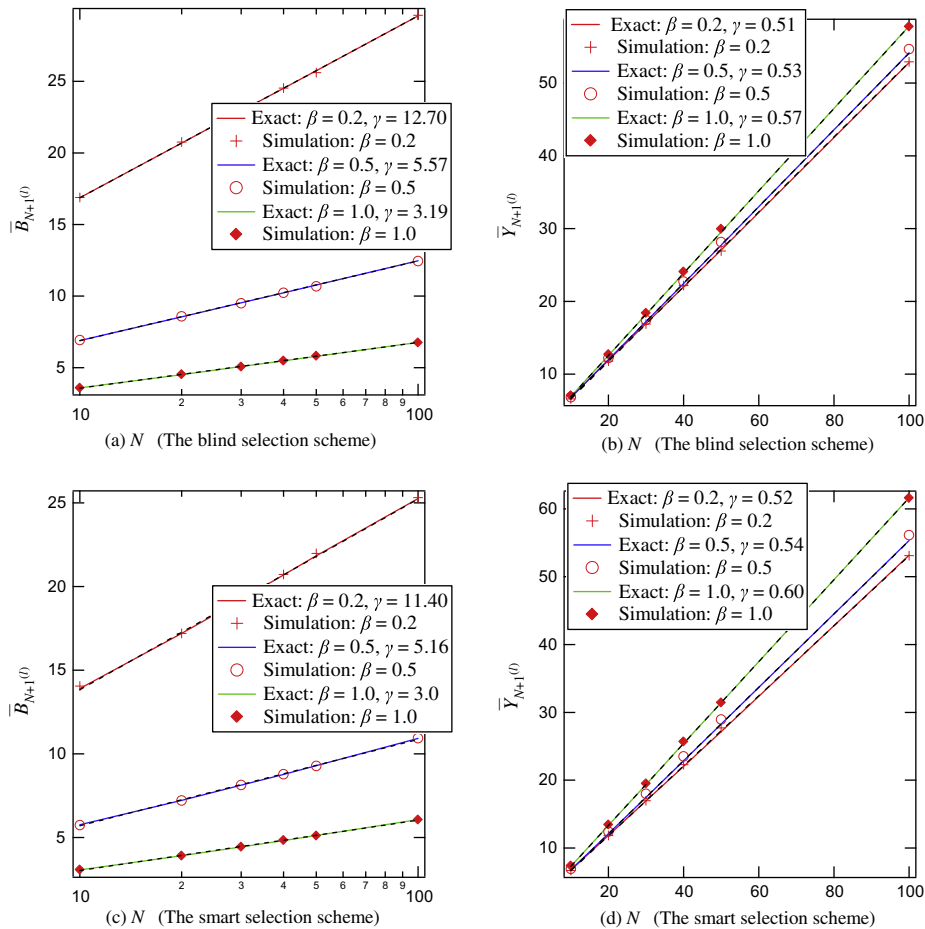 25
20
15
10
5
B̄_{N+1^{(l)}}
Exact: β = 0.2, γ = 12.70
Simulation: β = 0.2
Exact: β = 0.5, γ = 5.57
Simulation: β = 0.5
Exact: β = 1.0, γ = 3.19
Simulation: β = 1.0
10 2 3 4 5 6 7 8 9 100
(a) N (The blind selection scheme)
50
40
30
20
10
Ȳ_{N+1^{(l)}}
Exact: β = 0.2, γ = 0.51
Simulation: β = 0.2
Exact: β = 0.5, γ = 0.53
Simulation: β = 0.5
Exact: β = 1.0, γ = 0.57
Simulation: β = 1.0
20 40 60 80 100
(b) N (The blind selection scheme)
25
20
15
10
5
B̄_{N+1^{(l)}}
Exact: β = 0.2, γ = 11.40
Simulation: β = 0.2
Exact: β = 0.5, γ = 5.16
Simulation: β = 0.5
Exact: β = 1.0, γ = 3.0
Simulation: β = 1.0
10 2 3 4 5 6 7 8 9 100
(c) N (The smart selection scheme)
60
50
40
30
20
10
Ȳ_{N+1^{(l)}}
Exact: β = 0.2, γ = 0.52
Simulation: β = 0.2
Exact: β = 0.5, γ = 0.54
Simulation: β = 0.5
Exact: β = 1.0, γ = 0.60
Simulation: β = 1.0
20 40 60 80 100
(d) N (The smart selection scheme)